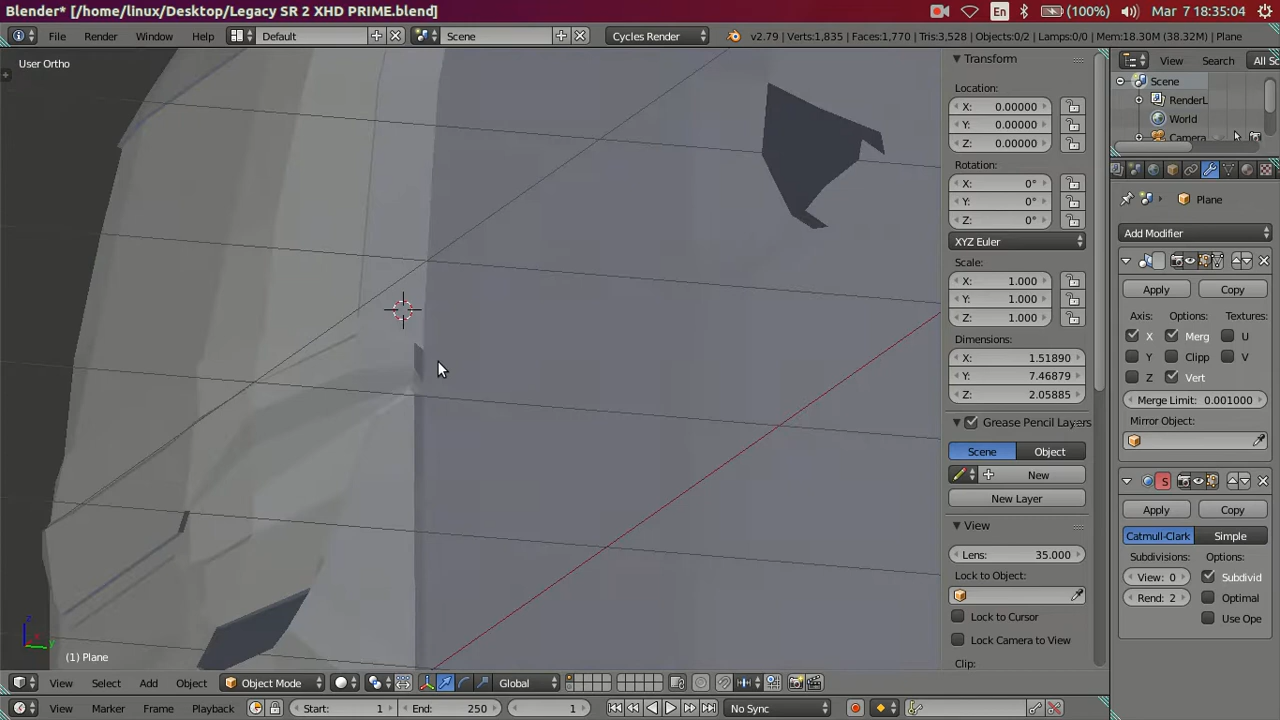 Blender* [/home/linux/Desktop/Legacy SR 2 XHD PRIME.blend]
En (100%) Mar 7 18:35:04
File Render Window Help Default Scene Cycles Render v2.79 | Verts:1,835 | Faces:1,770 | Tris:3,528 | Objects:0/2 | Lamps:0/0 | Mem:18.30M (38.32M) | Plane
User Ortho
Transform
Location:
X: 0.00000
Y: 0.00000
Z: 0.00000
Rotation:
X: 0°
Y: 0°
Z: 0°
XYZ Euler
Scale:
X: 1.000
Y: 1.000
Z: 1.000
Dimensions:
X: 1.51890
Y: 7.46879
Z: 2.05885
Grease Pencil Layers
Scene Object
New
New Layer
View
Lens: 35.000
Lock to Object:
Lock to Cursor
Lock Camera to View
Clip:
View Search All Sc
Scene
RenderL
World
Camera
Plane
Add Modifier
Apply Copy
Axis: Options: Textures:
X Merg U
Y Clipp V
Z Vert
Merge Limit: 0.001000
Mirror Object:
S
Apply Copy
Catmull-Clark Simple
Subdivisions: Options:
View: 0 Subdivid
Rend: 2 Optimal
Use Ope
z
y
(1) Plane
View Select Add Object Object Mode Global
View Marker Frame Playback Start: 1 End: 250 1 No Sync